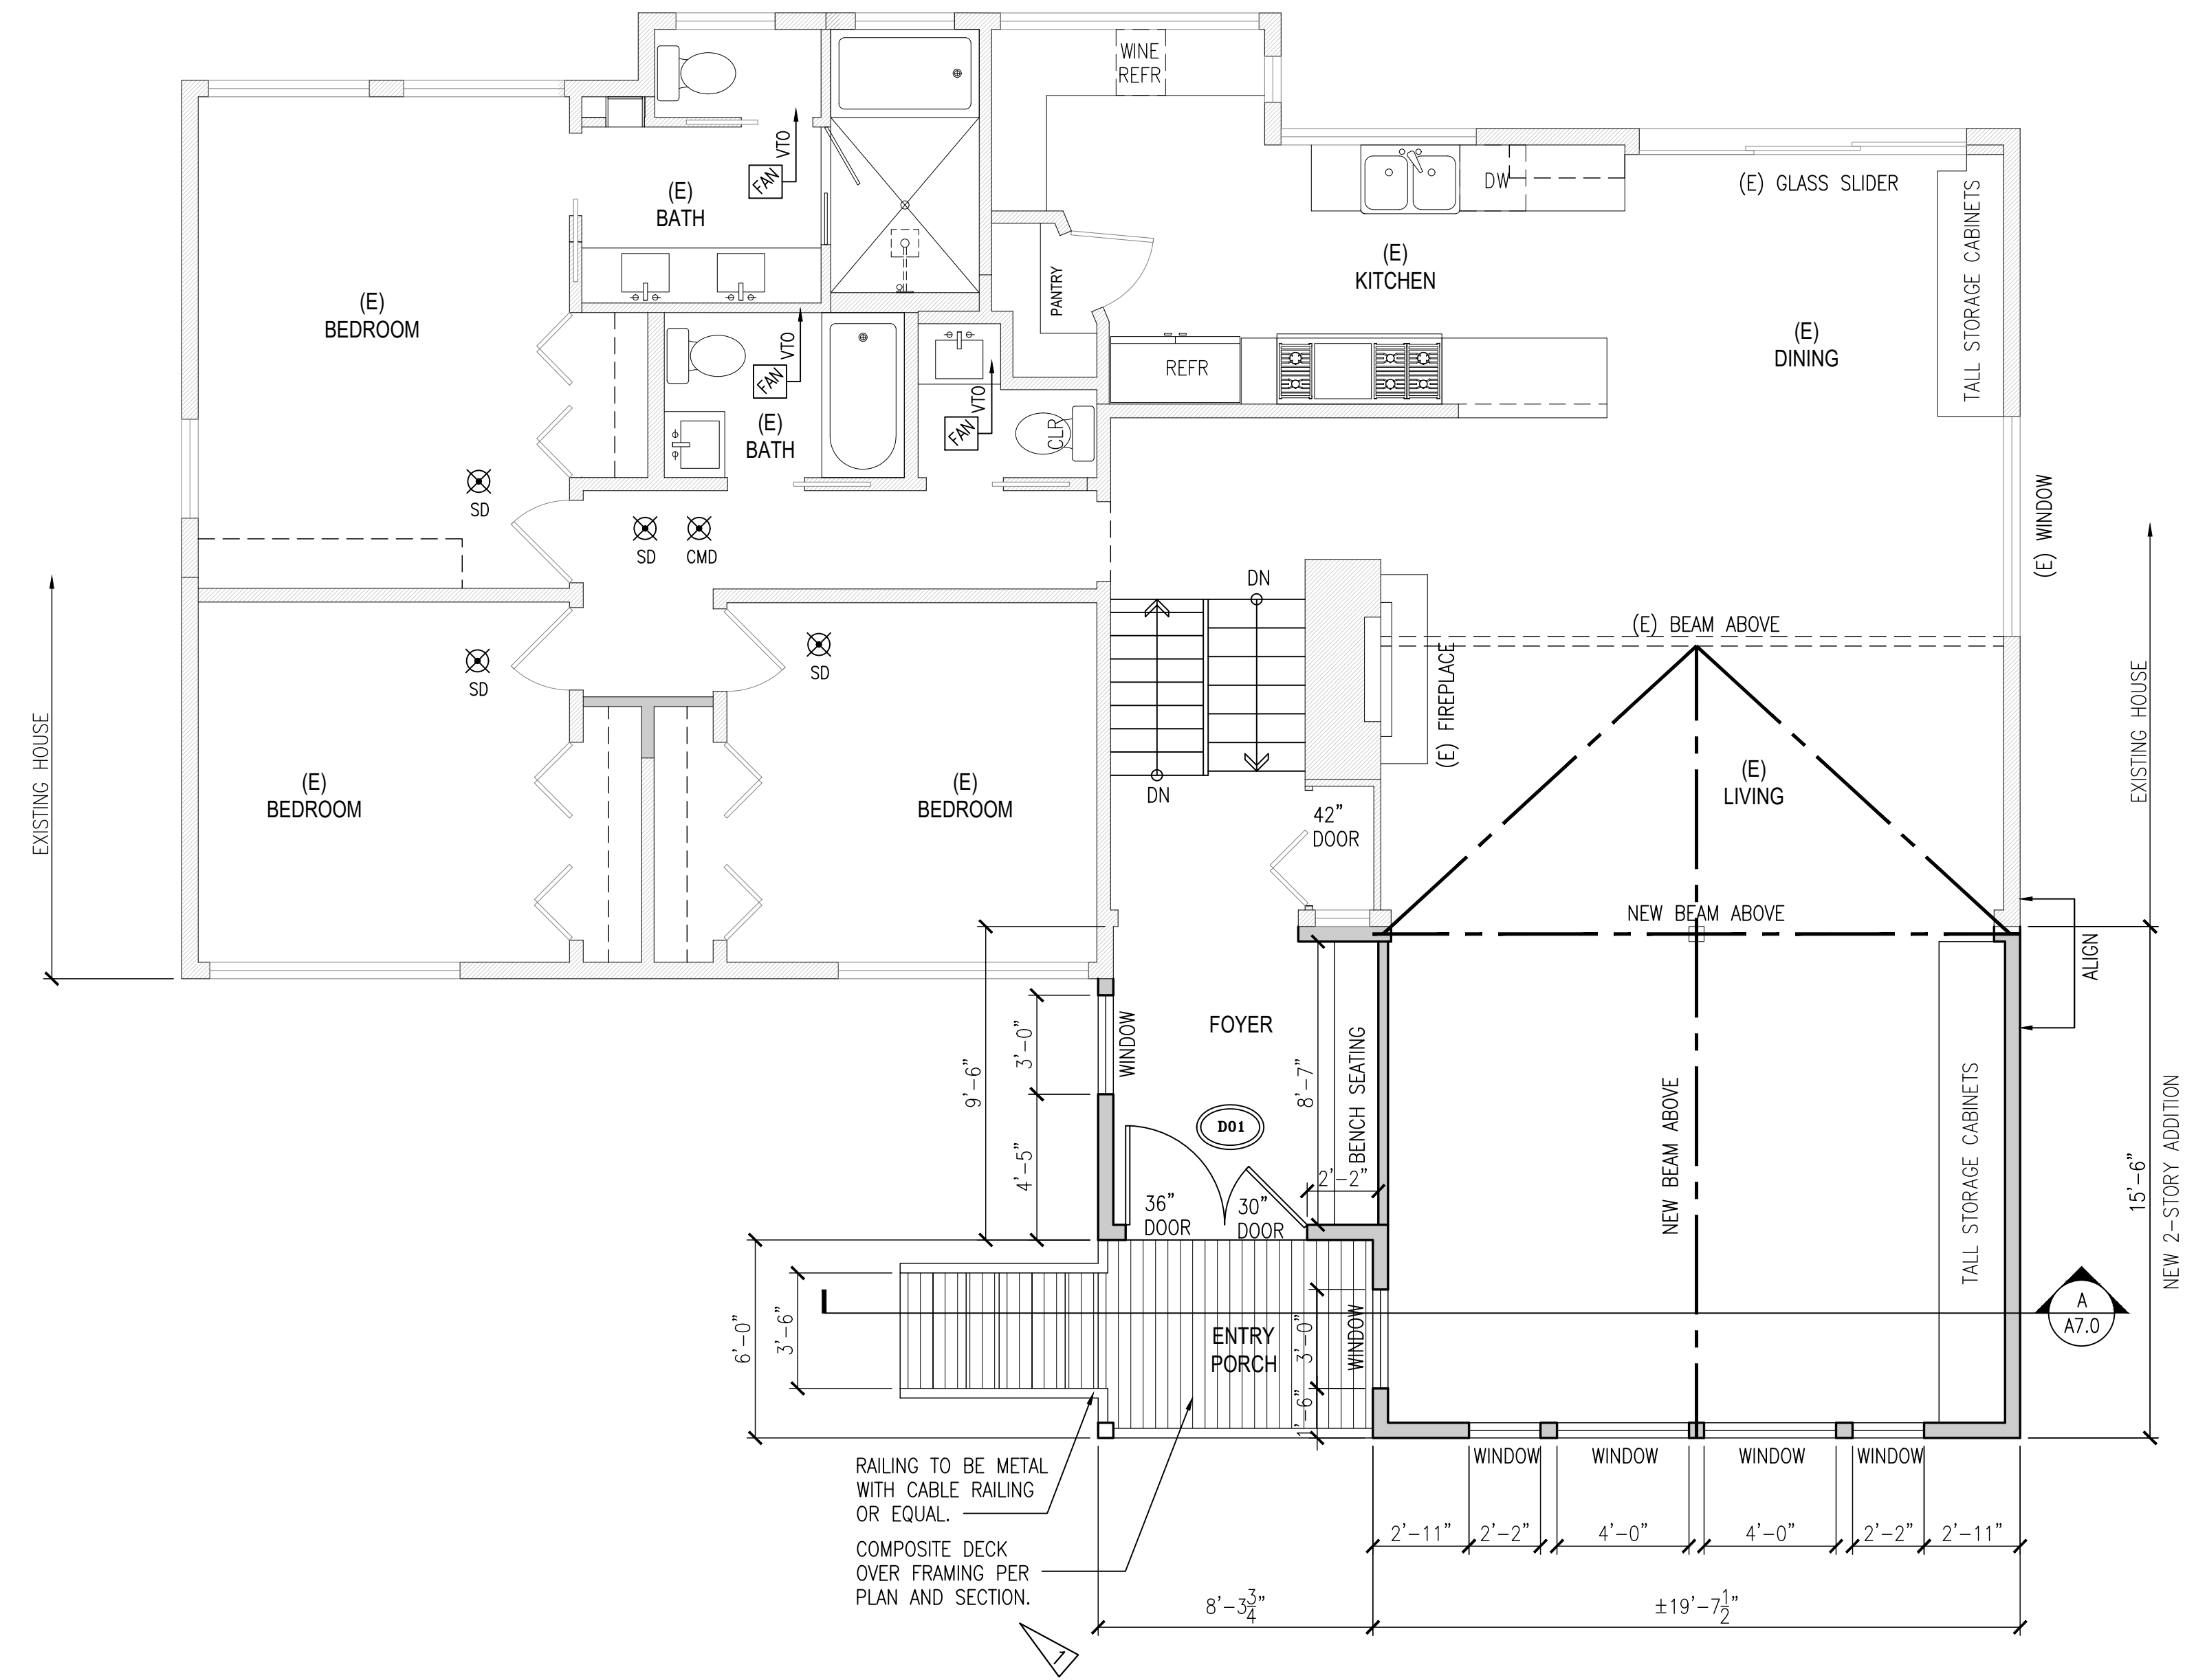 WINE
REFR
VTO
FAN
(E)
BATH
DW
(E) GLASS SLIDER
TALL STORAGE CABINETS
(E)
KITCHEN
PANTRY
(E)
BEDROOM
VTO
FAN
REFR
(E)
DINING
VTO
FAN
CLR
(E)
BATH
SD
SD
CMD
(E) WINDOW
DN
(E) BEAM ABOVE
SD
SD
(E) FIREPLACE
EXISTING HOUSE
EXISTING HOUSE
(E)
BEDROOM
(E)
BEDROOM
DN
(E)
LIVING
42”
DOOR
NEW BEAM ABOVE
ALIGN
FOYER
WINDOW
3’-0”
9’-6”
8’-7”
BENCH SEATING
4’-5”
D01
2’-2”
36”
DOOR
30”
DOOR
NEW BEAM ABOVE
TALL STORAGE CABINETS
15’-6”
NEW 2-STORY ADDITION
A
A7.0
6’-0”
3’-6”
ENTRY
PORCH
3’-0”
WINDOW
1’-6”
RAILING TO BE METAL
WITH CABLE RAILING
OR EQUAL.
WINDOW
WINDOW
WINDOW
WINDOW
COMPOSITE DECK
OVER FRAMING PER
PLAN AND SECTION.
2’-11”
2’-2”
4’-0”
4’-0”
2’-2”
2’-11”
8’-3¾”
±19’-7½”
1